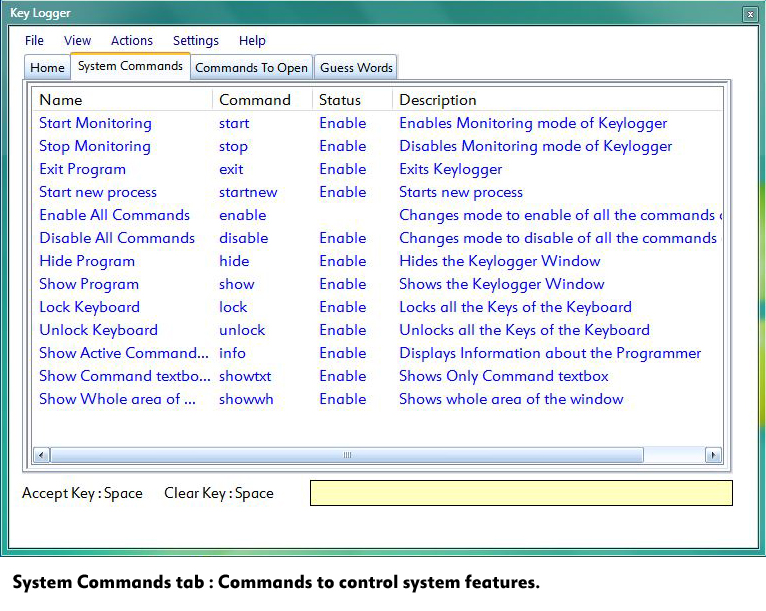 Key Logger
File View Actions Settings Help
Home System Commands Commands To Open Guess Words
Name Command Status Description
Start Monitoring start Enable Enables Monitoring mode of Keylogger
Stop Monitoring stop Enable Disables Monitoring mode of Keylogger
Exit Program exit Enable Exits Keylogger
Start new process startnew Enable Starts new process
Enable All Commands enable Changes mode to enable of all the commands
Disable All Commands disable Enable Changes mode to disable of all the commands
Hide Program hide Enable Hides the Keylogger Window
Show Program show Enable Shows the Keylogger Window
Lock Keyboard lock Enable Locks all the Keys of the Keyboard
Unlock Keyboard unlock Enable Unlocks all the Keys of the Keyboard
Show Active Command... info Enable Displays Information about the Programmer
Show Command textbo... showtxt Enable Shows Only Command textbox
Show Whole area of ... showwh Enable Shows whole area of the window
Accept Key : Space Clear Key : Space
System Commands tab : Commands to control system features.